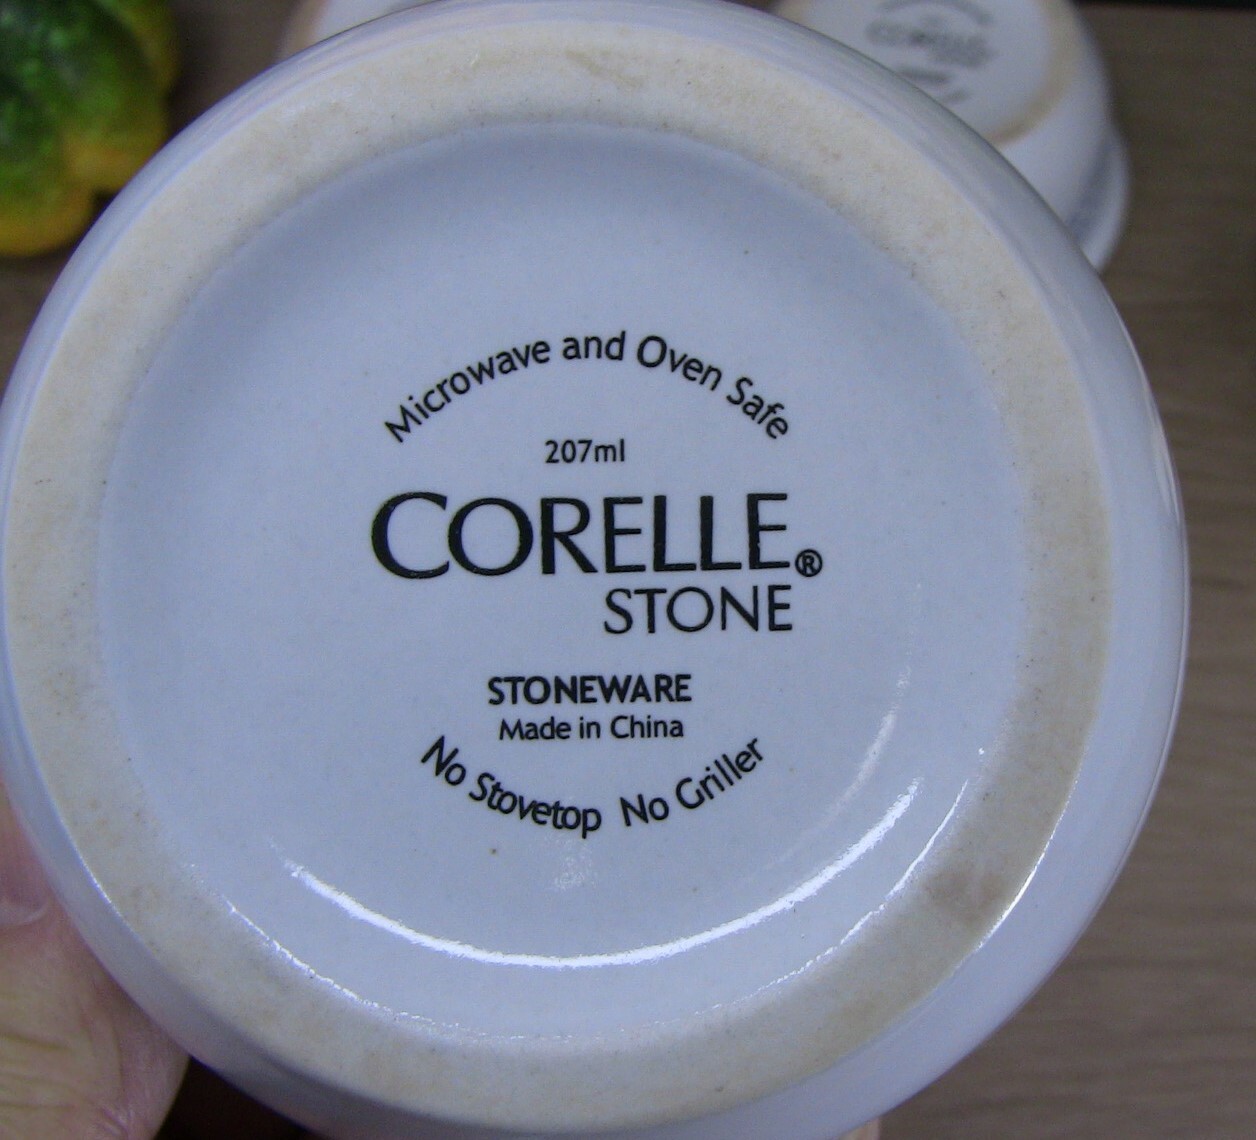 Microwave and Oven Safe
207ml
CORELLE®
STONE
STONEWARE
Made in China
No Stovetop No Griller